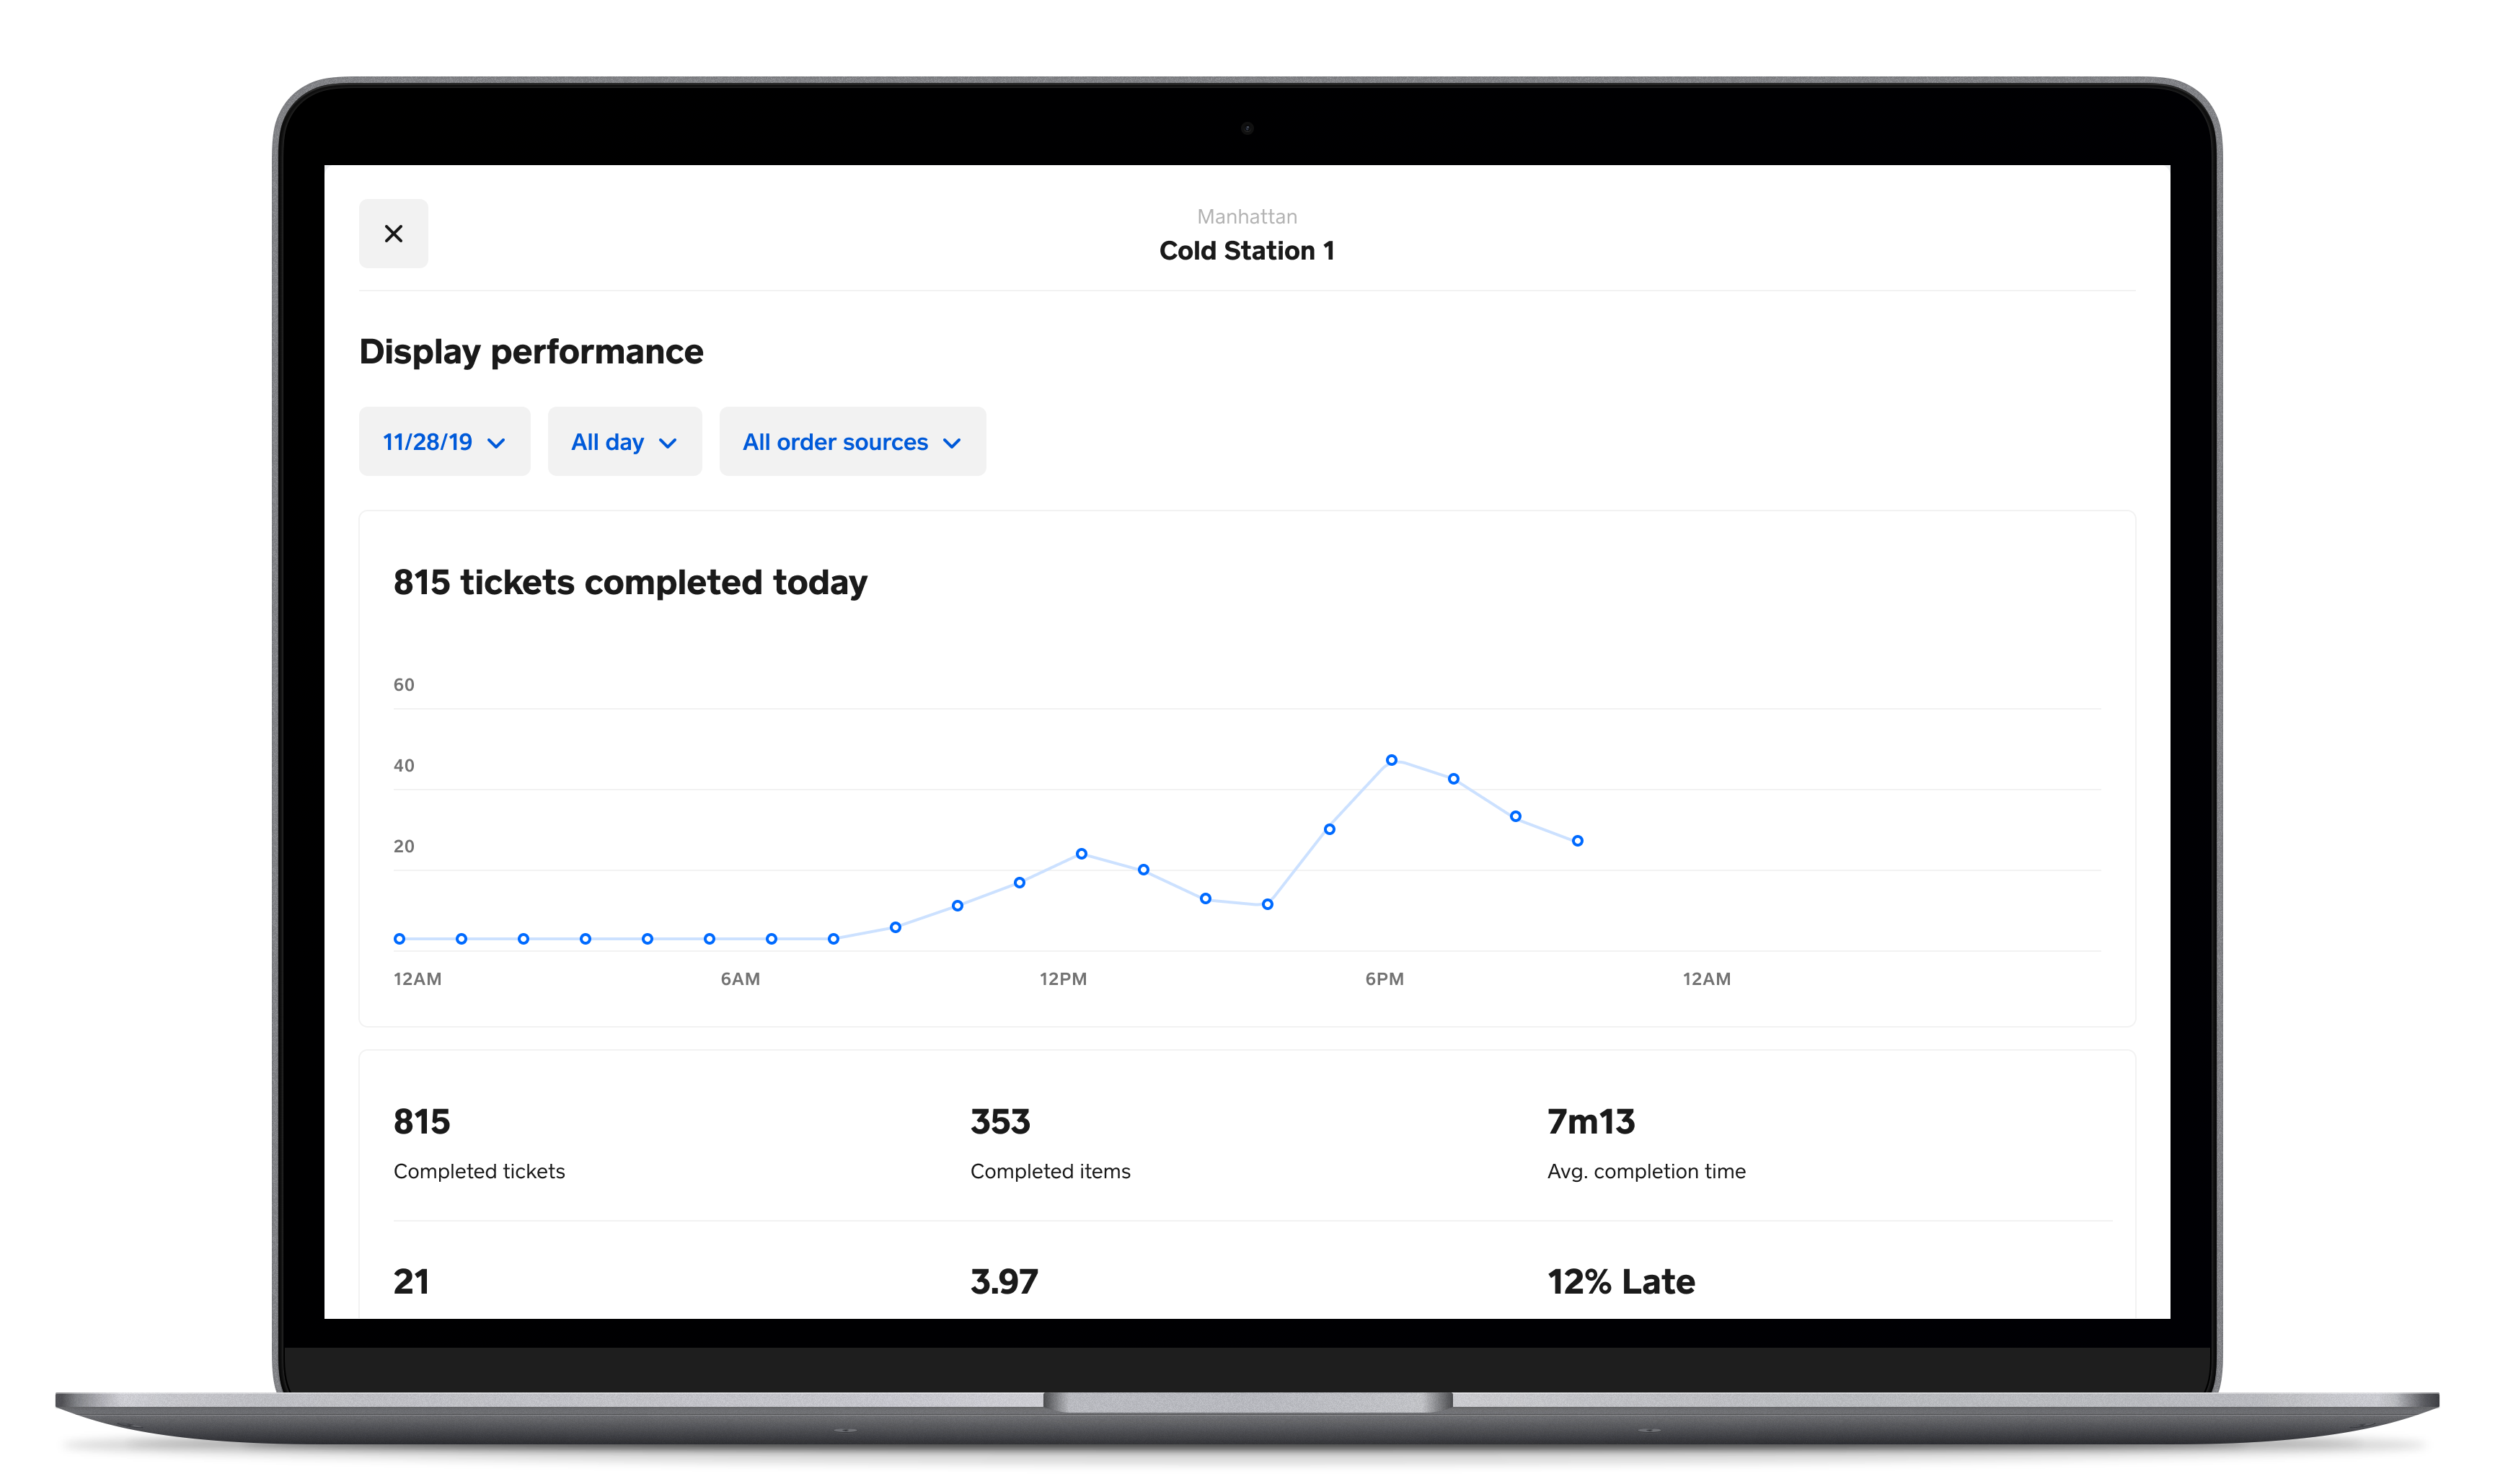 Manhattan
Cold Station 1
Display performance
11/28/19 All day All order sources
815 tickets completed today
60
40
20
12AM 6AM 12PM 6PM 12AM
815 353 7m13
Completed tickets Completed items Avg. completion time
21 3.97 12% Late